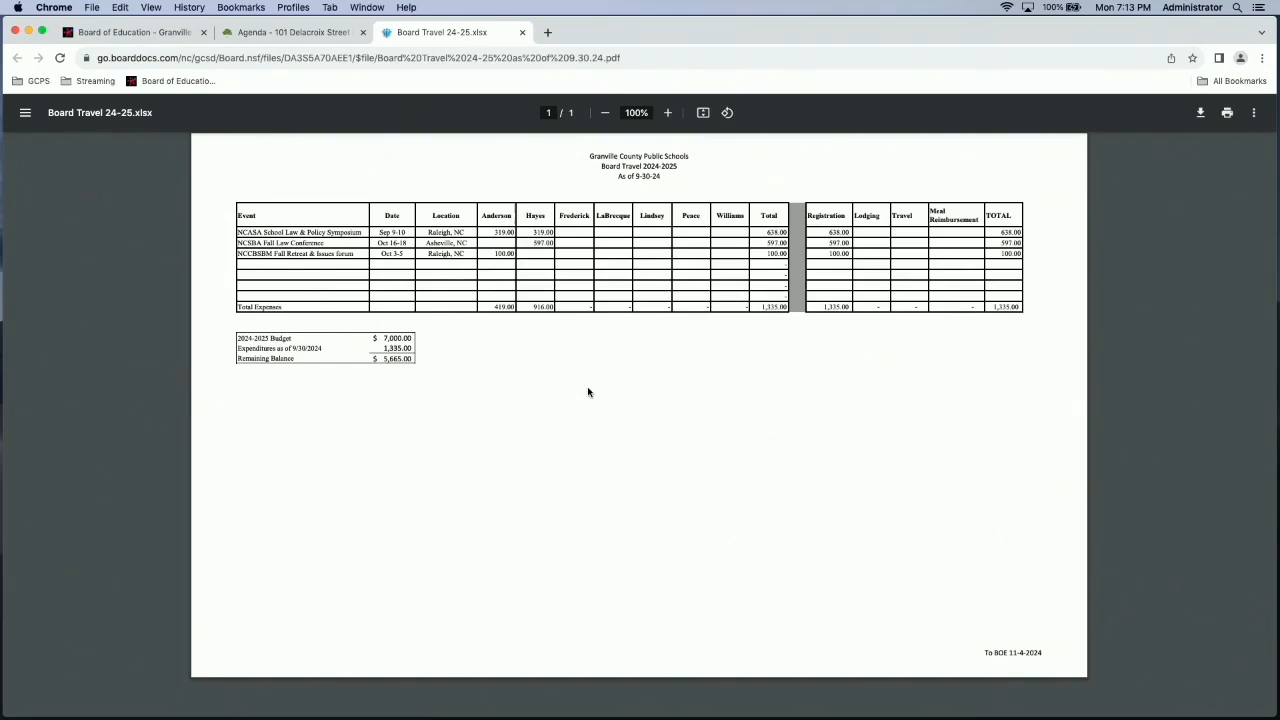 Chrome File Edit View History Bookmarks Profiles Tab Window Help 100% Mon 7:13 PM Administrator
Board of Education - Granville Agenda - 101 Delacroix Street Board Travel 24-25.xlsx
go.boarddocs.com/nc/gcsd/Board.nsf/files/DA3S5A70AEE1/$file/Board%20Travel%2024-25%20as%20of%209.30.24.pdf
GCPS Streaming Board of Educatio... All Bookmarks
Board Travel 24-25.xlsx 1 / 1 100%
Granville County Public Schools
Board Travel 2024-2025
As of 9-30-24
Event Date Location Anderson Hayes Frederick LaBrecque Lindsey Peace Williams Total Registration Lodging Travel Meal Reimbursement TOTAL
NCASA School Law & Policy Symposium Sep 9-10 Raleigh, NC 319.00 319.00 638.00 638.00 638.00
NCSBA Fall Law Conference Oct 16-18 Asheville, NC 597.00 597.00 597.00 597.00
NCCBSBM Fall Retreat & Issues forum Oct 3-5 Raleigh, NC 100.00 100.00 100.00 100.00
-
-
-
Total Expenses 419.00 916.00 - - - - - 1,335.00 1,335.00 - - - 1,335.00
2024-2025 Budget $ 7,000.00
Expenditures as of 9/30/2024 1,335.00
Remaining Balance $ 5,665.00
To BOE 11-4-2024